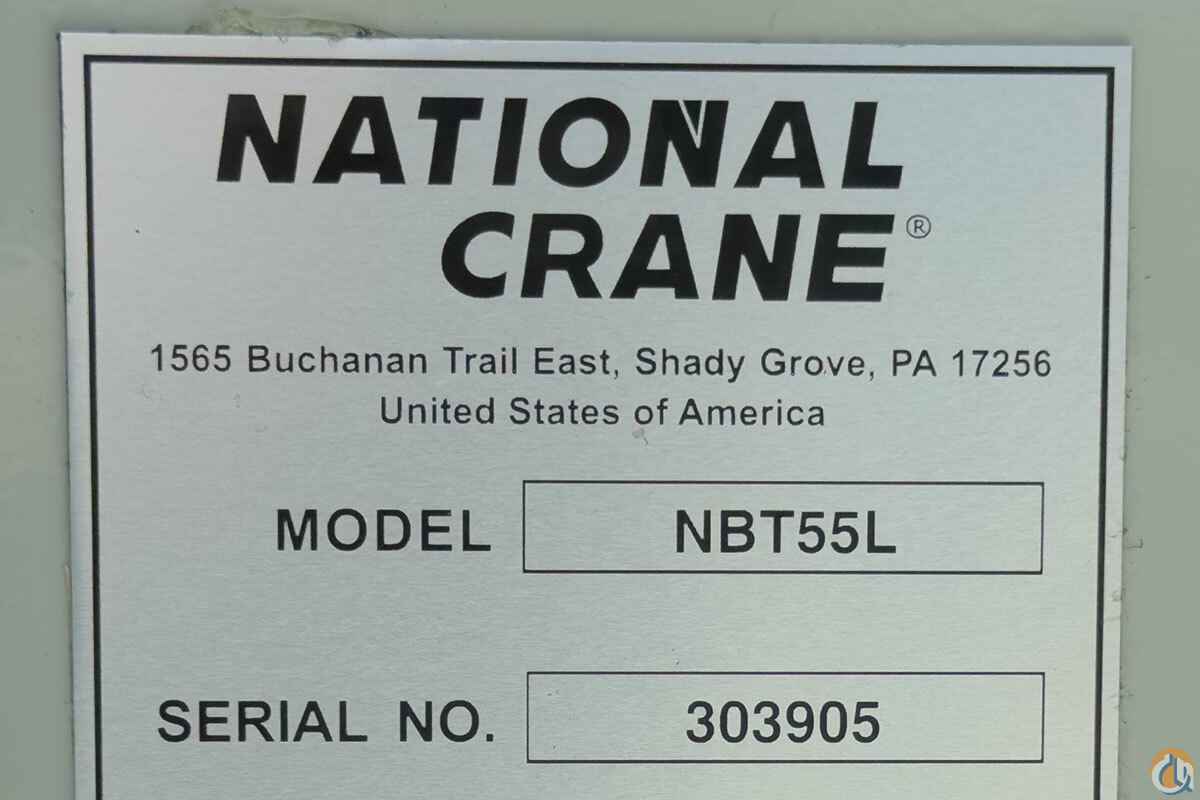 NATIONAL
CRANE®
1565 Buchanan Trail East, Shady Grove, PA 17256
United States of America
MODEL NBT55L
SERIAL NO. 303905